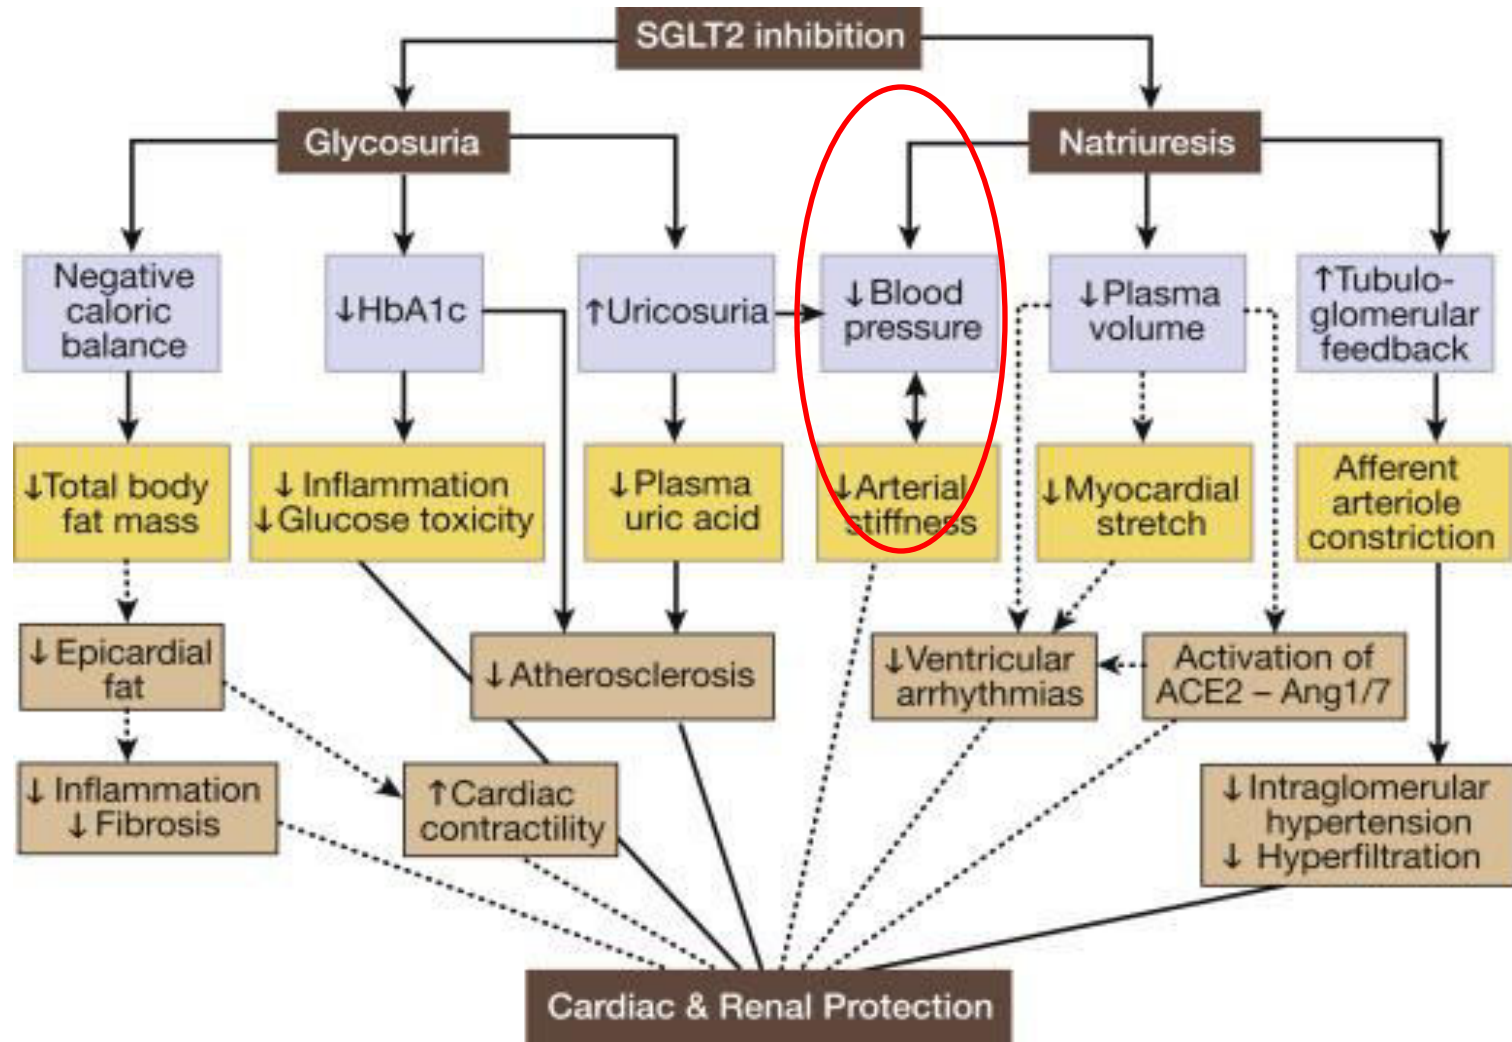 SGLT2 inhibition
Glycosuria
Natriuresis
Negative
caloric
balance
↓HbA1c
↑Uricosuria
↓Blood
pressure
↓Plasma
volume
↑Tubulo-
glomerular
feedback
↓Total body
fat mass
↓ Inflammation
↓Glucose toxicity
↓Plasma
uric acid
↓Arterial
stiffness
↓Myocardial
stretch
Afferent
arteriole
constriction
↓Epicardial
fat
↓Atherosclerosis
↓Ventricular
arrhythmias
Activation of
ACE2 – Ang1/7
↓ Inflammation
↓ Fibrosis
↑Cardiac
contractility
↓Intraglomerular
hypertension
↓ Hyperfiltration
Cardiac & Renal Protection